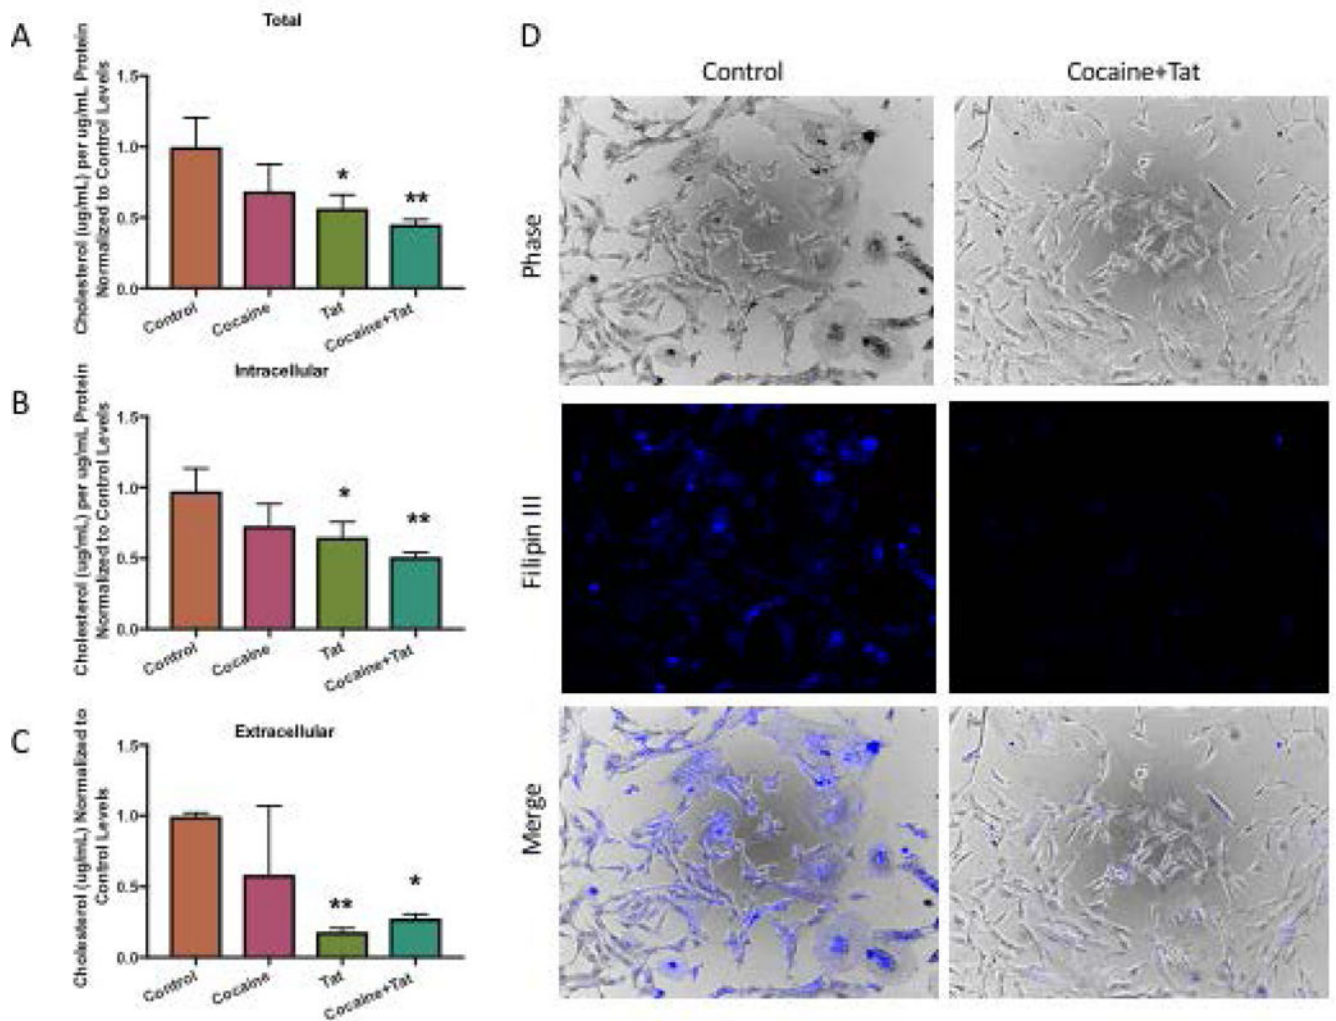 A
Total
Cholesterol (ug/mL) per ug/mL Protein
Normalized to Control Levels
1.5
1.0
0.5
0.0
*
**
Control
Cocaine
Tat
Cocaine+Tat
B
Intracellular
Cholesterol (ug/mL) per ug/mL Protein
Normalized to Control Levels
1.5
1.0
0.5
0.0
*
**
Control
Cocaine
Tat
Cocaine+Tat
C
Extracellular
Cholesterol (ug/mL) Normalized to
Control Levels
1.5
1.0
0.5
0.0
**
*
Control
Cocaine
Tat
Cocaine+Tat
D
Control
Cocaine+Tat
Phase
Filipin III
Merge